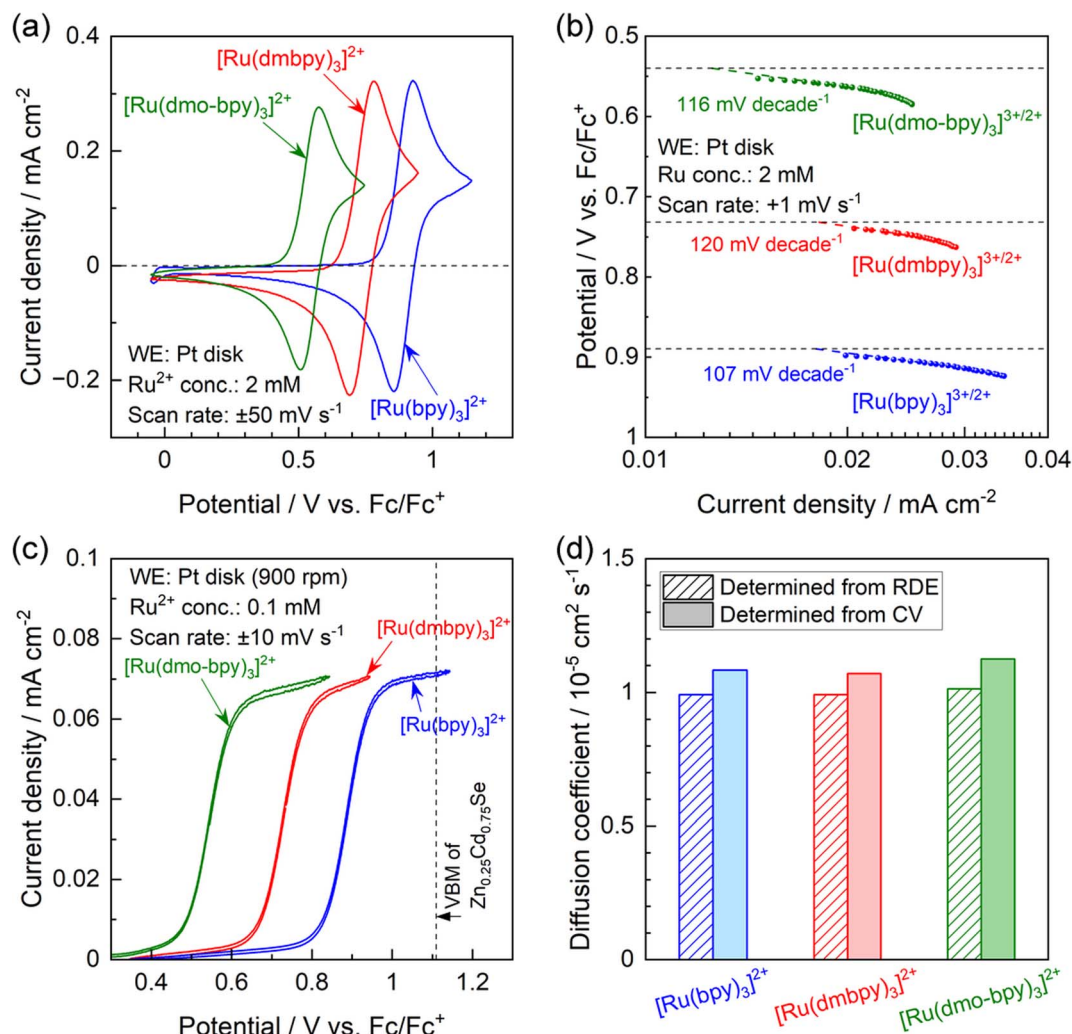 (a)
0.4
0.2
0
−0.2
Current density / mA cm⁻²
[Ru(dmbpy)₃]²⁺
[Ru(dmo-bpy)₃]²⁺
WE: Pt disk
Ru²⁺ conc.: 2 mM
Scan rate: ±50 mV s⁻¹
[Ru(bpy)₃]²⁺
0 0.5 1
Potential / V vs. Fc/Fc⁺
(b)
0.5
0.6
0.7
0.8
0.9
1
Potential / V vs. Fc/Fc⁺
116 mV decade⁻¹
[Ru(dmo-bpy)₃]³⁺/²⁺
WE: Pt disk
Ru conc.: 2 mM
Scan rate: +1 mV s⁻¹
120 mV decade⁻¹
[Ru(dmbpy)₃]³⁺/²⁺
107 mV decade⁻¹
[Ru(bpy)₃]³⁺/²⁺
0.01 0.02 0.03 0.04
Current density / mA cm⁻²
(c)
0.1
0.08
0.06
0.04
0.02
0
Current density / mA cm⁻²
WE: Pt disk (900 rpm)
Ru²⁺ conc.: 0.1 mM
Scan rate: ±10 mV s⁻¹
[Ru(dmbpy)₃]²⁺
[Ru(dmo-bpy)₃]²⁺
[Ru(bpy)₃]²⁺
VBM of
Zn₀.₂₅Cd₀.₇₅Se
0.4 0.6 0.8 1 1.2
Potential / V vs. Fc/Fc⁺
(d)
1.5
1
0.5
0
Diffusion coefficient / 10⁻⁵ cm² s⁻¹
Determined from RDE
Determined from CV
[Ru(bpy)₃]²⁺
[Ru(dmbpy)₃]²⁺
[Ru(dmo-bpy)₃]²⁺